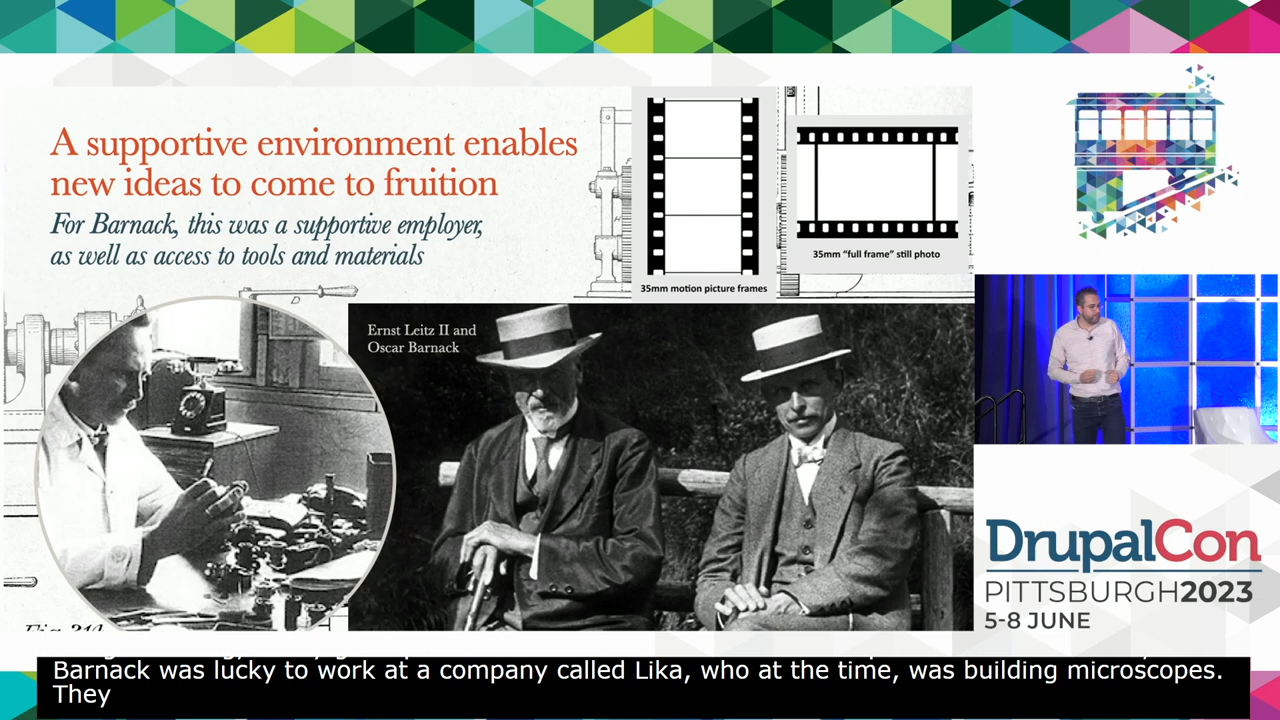 A supportive environment enables
new ideas to come to fruition
For Barnack, this was a supportive employer,
as well as access to tools and materials
35mm motion picture frames
35mm “full frame” still photo
Ernst Leitz II and
Oscar Barnack
DrupalCon
PITTSBURGH2023
5-8 JUNE
Barnack was lucky to work at a company called Lika, who at the time, was building microscopes.
They